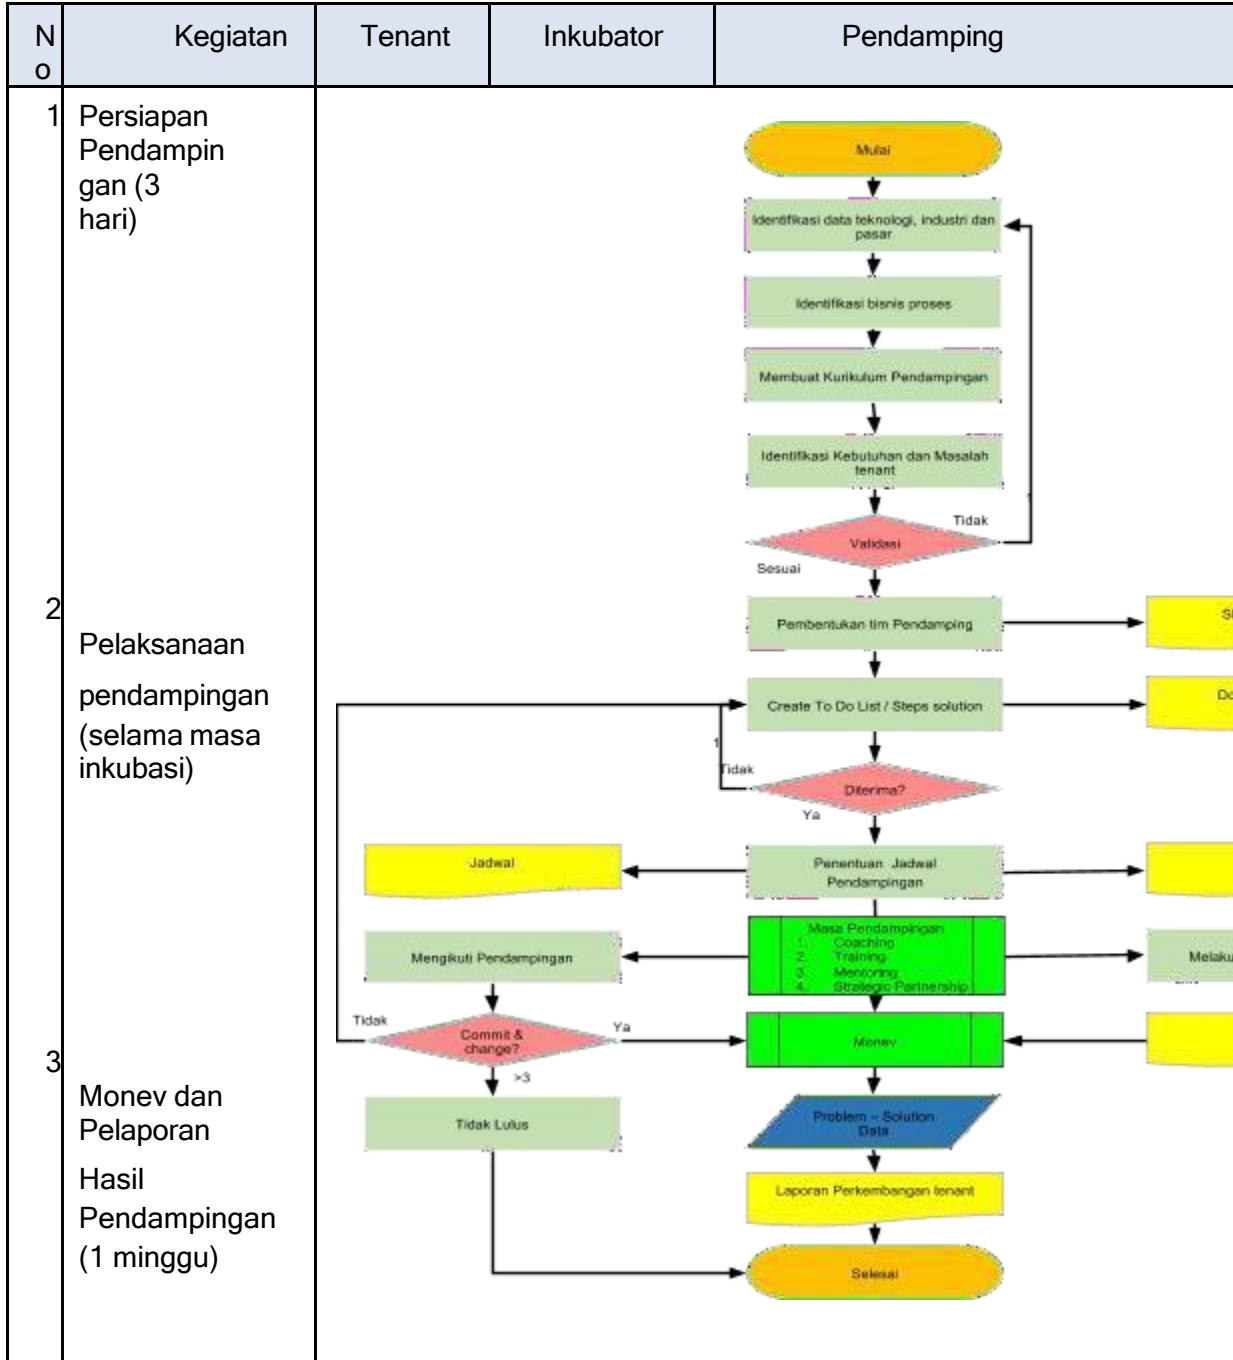 N
o
Kegiatan
Tenant
Inkubator
Pendamping
1
Persiapan
Pendampin
gan (3
hari)
Mulai
Identifikasi data teknologi, industri dan
pasar
Identifikasi bisnis proses
Membuat Kurikulum Pendampingan
Identifikasi Kebutuhan dan Masalah
tenant
Tidak
Validasi
Sesuai
2
Pelaksanaan
pendampingan
(selama masa
inkubasi)
Pembentukan tim Pendamping
Create To Do List / Steps solution
Do
1
Tidak
Diterima?
Ya
Jadwal
Penentuan Jadwal
Pendampingan
Masa Pendampingan
1. Coaching
2. Training
3. Mentoring
4. Strategic Partnership
Mengikuti Pendampingan
Melaku
Tidak
Commit &
change?
Ya
>3
Monev
3
Monev dan
Pelaporan
Hasil
Pendampingan
(1 minggu)
Tidak Lulus
Problem – Solution
Data
Laporan Perkembangan tenant
Selesai